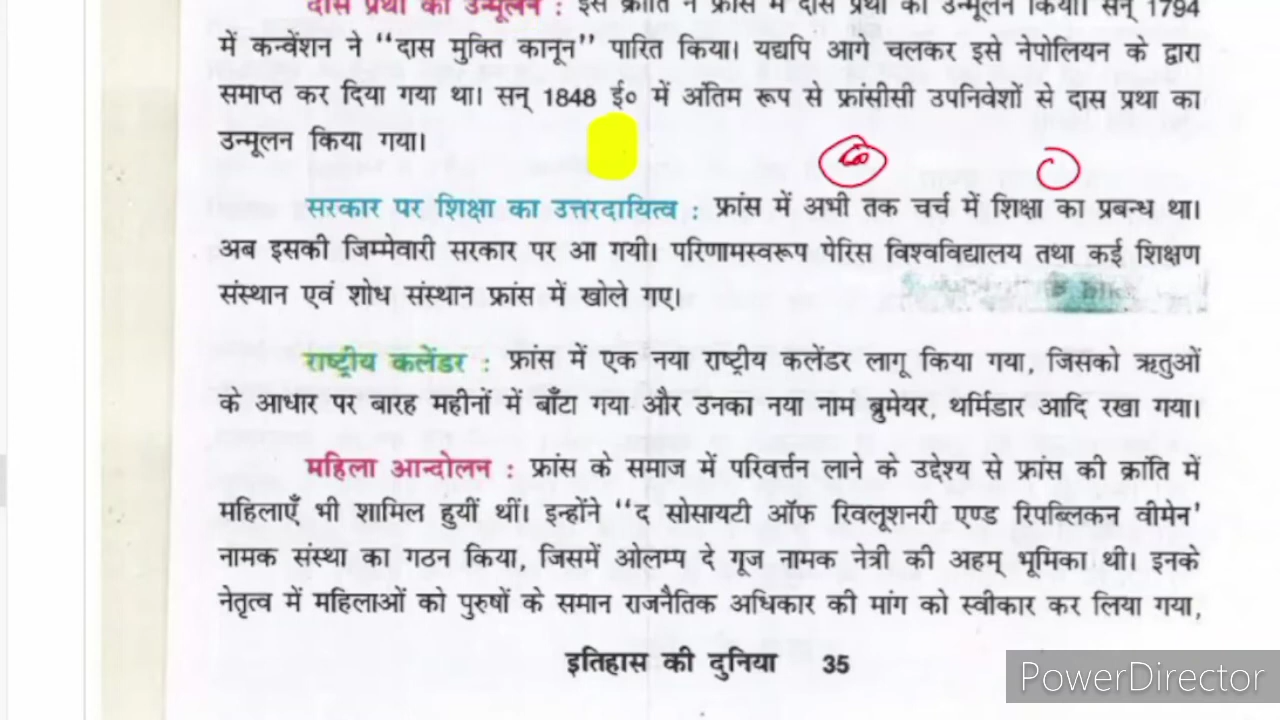 दास प्रथा का उन्मूलन : इस क्रांति ने फ्रांस में दास प्रथा का उन्मूलन किया। सन् 1794
में कन्वेंशन ने ‘‘दास मुक्ति कानून’’ पारित किया। यद्यपि आगे चलकर इसे नेपोलियन के द्वारा
समाप्त कर दिया गया था। सन् 1848 ई० में अंतिम रूप से फ्रांसीसी उपनिवेशों से दास प्रथा का
उन्मूलन किया गया।
सरकार पर शिक्षा का उत्तरदायित्व : फ्रांस में अभी तक चर्च में शिक्षा का प्रबन्ध था।
अब इसकी जिम्मेवारी सरकार पर आ गयी। परिणामस्वरूप पेरिस विश्वविद्यालय तथा कई शिक्षण
संस्थान एवं शोध संस्थान फ्रांस में खोले गए।
राष्ट्रीय कलेंडर : फ्रांस में एक नया राष्ट्रीय कलेंडर लागू किया गया, जिसको ऋतुओं
के आधार पर बारह महीनों में बाँटा गया और उनका नया नाम ब्रुमेयर, थर्मिडार आदि रखा गया।
महिला आन्दोलन : फ्रांस के समाज में परिवर्त्तन लाने के उद्देश्य से फ्रांस की क्रांति में
महिलाएँ भी शामिल हुयीं थीं। इन्होंने ‘‘द सोसायटी ऑफ रिवलूशनरी एण्ड रिपब्लिकन वीमेन’
नामक संस्था का गठन किया, जिसमें ओलम्प दे गूज नामक नेत्री की अहम् भूमिका थी। इनके
नेतृत्व में महिलाओं को पुरुषों के समान राजनैतिक अधिकार की मांग को स्वीकार कर लिया गया,
इतिहास की दुनिया 35
PowerDirector